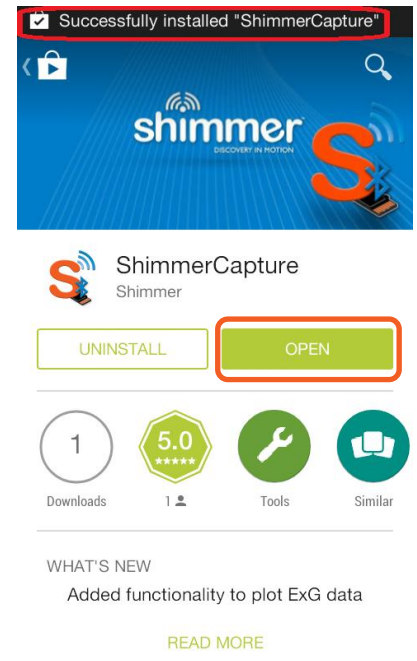 Successfully installed "ShimmerCapture"
shimmer
DISCOVERY IN MOTION
S
S
ShimmerCapture
Shimmer
UNINSTALL
OPEN
1
5.0
Downloads
1
Tools
Similar
WHAT'S NEW
Added functionality to plot ExG data
READ MORE